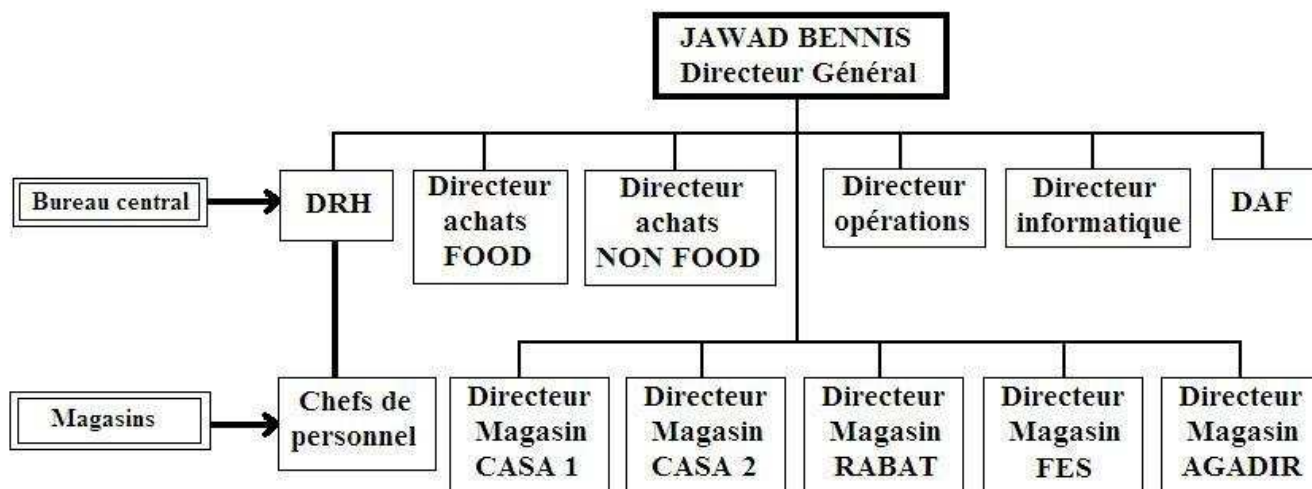 JAWAD BENNIS
Directeur Général
Bureau central
DRH
Directeur
achats
FOOD
Directeur
achats
NON FOOD
Directeur
opérations
Directeur
informatique
DAF
Magasins
Chefs de
personnel
Directeur
Magasin
CASA 1
Directeur
Magasin
CASA 2
Directeur
Magasin
RABAT
Directeur
Magasin
FES
Directeur
Magasin
AGADIR